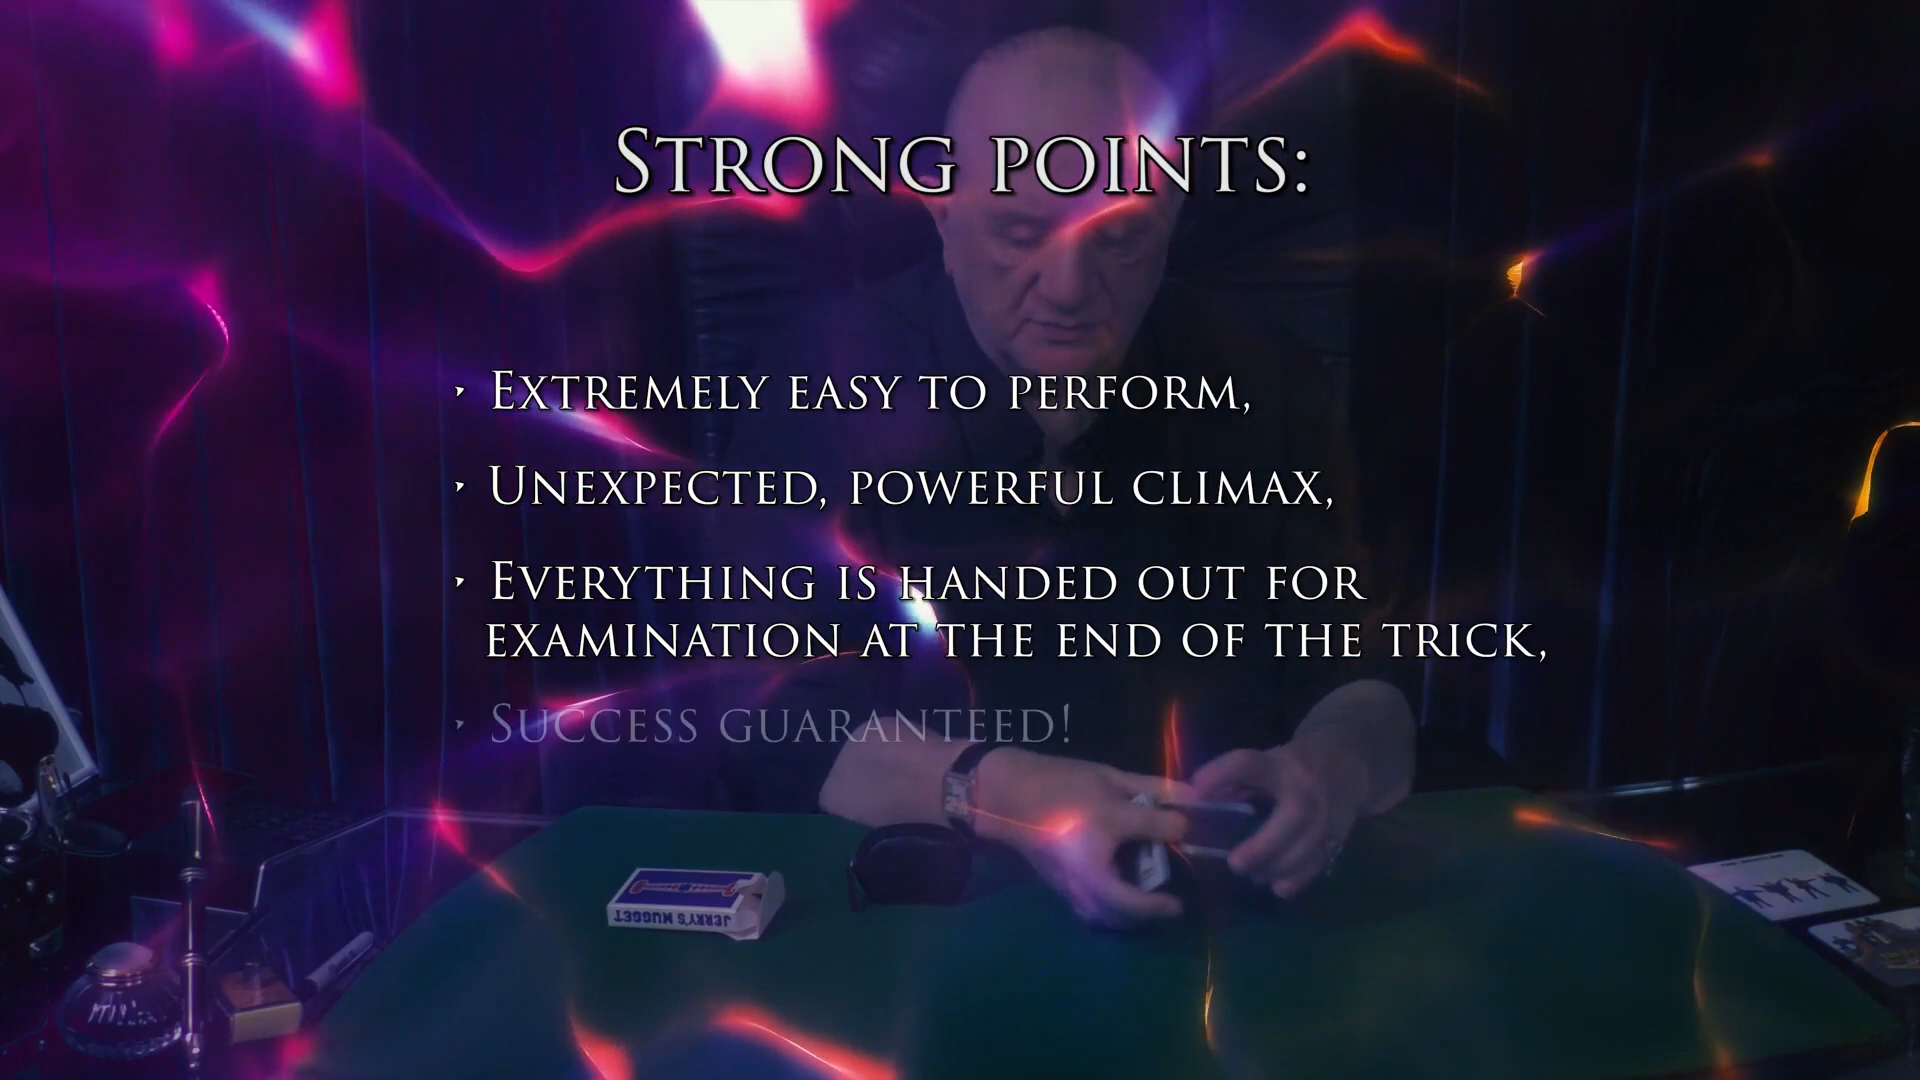 STRONG POINTS:
‣ EXTREMELY EASY TO PERFORM,
‣ UNEXPECTED, POWERFUL CLIMAX,
‣ EVERYTHING IS HANDED OUT FOR
EXAMINATION AT THE END OF THE TRICK,
‣ SUCCESS GUARANTEED!
JERRY'S NUGGET